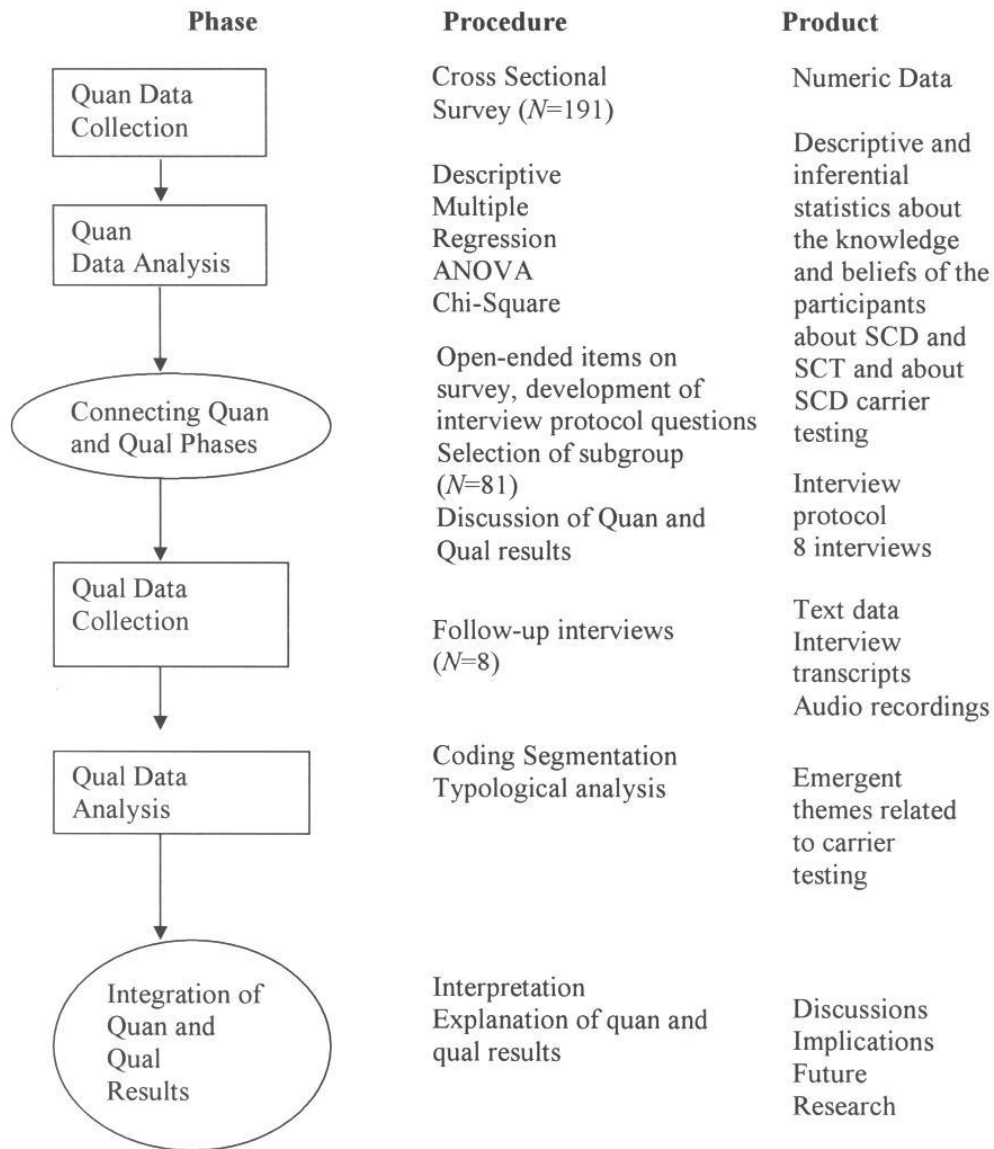 Phase Procedure Product
Quan Data
Collection
Cross Sectional
Survey (N=191)
Numeric Data
Quan
Data Analysis
Descriptive
Multiple
Regression
ANOVA
Chi-Square
Descriptive and
inferential
statistics about
the knowledge
and beliefs of the
participants
about SCD and
SCT and about
SCD carrier
testing
Connecting Quan
and Qual Phases
Open-ended items on
survey, development of
interview protocol questions
Selection of subgroup
(N=81)
Discussion of Quan and
Qual results
Interview
protocol
8 interviews
Qual Data
Collection
Follow-up interviews
(N=8)
Text data
Interview
transcripts
Audio recordings
Qual Data
Analysis
Coding Segmentation
Typological analysis
Emergent
themes related
to carrier
testing
Integration of
Quan and
Qual
Results
Interpretation
Explanation of quan and
qual results
Discussions
Implications
Future
Research